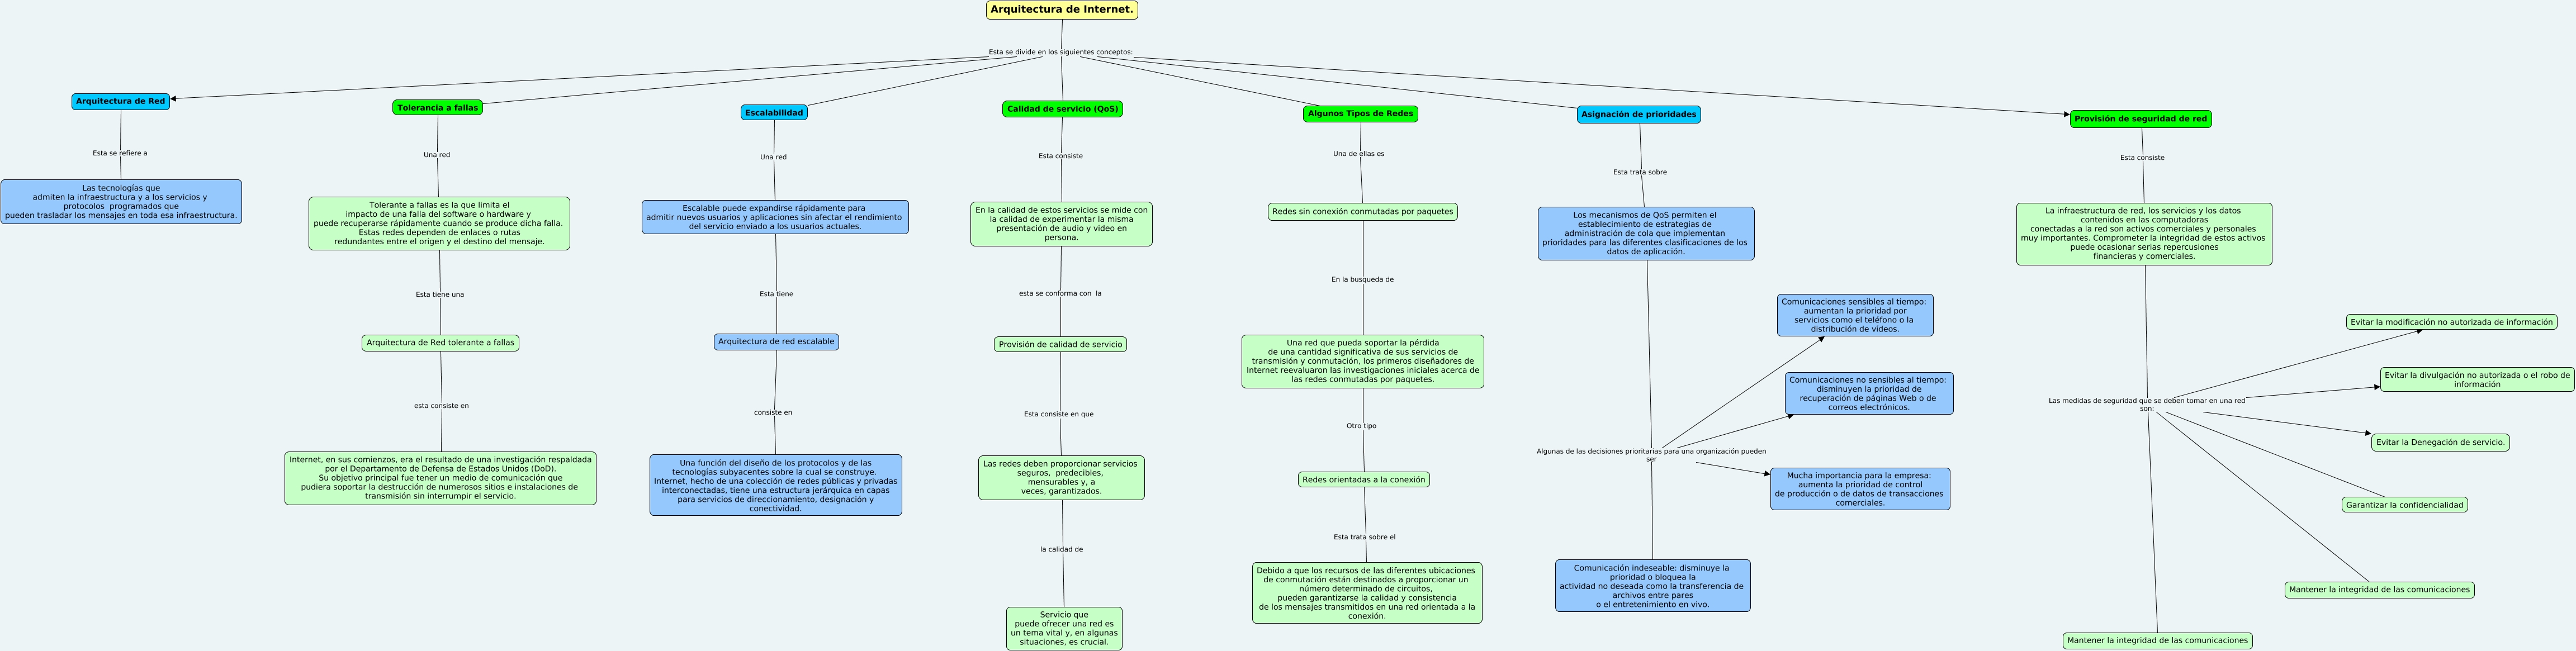 Arquitectura de Internet.
Esta se divide en los siguientes conceptos:
Arquitectura de Red
Esta se refiere a
Las tecnologías que
admiten la infraestructura y a los servicios y
protocolos  programados que
pueden trasladar los mensajes en toda esa infraestructura.
Tolerancia a fallas
Una red
Tolerante a fallas es la que limita el
impacto de una falla del software o hardware y
puede recuperarse rápidamente cuando se produce dicha falla.
Estas redes dependen de enlaces o rutas
redundantes entre el origen y el destino del mensaje.
Esta tiene una
Arquitectura de Red tolerante a fallas
esta consiste en
Internet, en sus comienzos, era el resultado de una investigación respaldada
por el Departamento de Defensa de Estados Unidos (DoD).
Su objetivo principal fue tener un medio de comunicación que
pudiera soportar la destrucción de numerosos sitios e instalaciones de
transmisión sin interrumpir el servicio.
Escalabilidad
Una red
Escalable puede expandirse rápidamente para
admitir nuevos usuarios y aplicaciones sin afectar el rendimiento
del servicio enviado a los usuarios actuales.
Esta tiene
Arquitectura de red escalable
consiste en
Una función del diseño de los protocolos y de las
tecnologías subyacentes sobre la cual se construye.
Internet, hecho de una colección de redes públicas y privadas
interconectadas, tiene una estructura jerárquica en capas
para servicios de direccionamiento, designación y
conectividad.
Calidad de servicio (QoS)
Esta consiste
En la calidad de estos servicios se mide con
la calidad de experimentar la misma
presentación de audio y video en
persona.
esta se conforma con  la
Provisión de calidad de servicio
Esta consiste en que
Las redes deben proporcionar servicios
seguros,  predecibles,
mensurables y, a
veces, garantizados.
la calidad de
Servicio que
puede ofrecer una red es
un tema vital y, en algunas
situaciones, es crucial.
Algunos Tipos de Redes
Una de ellas es
Redes sin conexión conmutadas por paquetes
En la busqueda de
Una red que pueda soportar la pérdida
de una cantidad significativa de sus servicios de
transmisión y conmutación, los primeros diseñadores de
Internet reevaluaron las investigaciones iniciales acerca de
las redes conmutadas por paquetes.
Otro tipo
Redes orientadas a la conexión
Esta trata sobre el
Debido a que los recursos de las diferentes ubicaciones
de conmutación están destinados a proporcionar un
número determinado de circuitos,
pueden garantizarse la calidad y consistencia
de los mensajes transmitidos en una red orientada a la
conexión.
Asignación de prioridades
Esta trata sobre
Los mecanismos de QoS permiten el
establecimiento de estrategias de
administración de cola que implementan
prioridades para las diferentes clasificaciones de los
datos de aplicación.
Algunas de las decisiones prioritarias para una organización pueden
ser
Comunicaciones sensibles al tiempo:
aumentan la prioridad por
servicios como el teléfono o la
distribución de vídeos.
Comunicaciones no sensibles al tiempo:
disminuyen la prioridad de
recuperación de páginas Web o de
correos electrónicos.
Mucha importancia para la empresa:
aumenta la prioridad de control
de producción o de datos de transacciones
comerciales.
Comunicación indeseable: disminuye la
prioridad o bloquea la
actividad no deseada como la transferencia de
archivos entre pares
o el entretenimiento en vivo.
Provisión de seguridad de red
Esta consiste
La infraestructura de red, los servicios y los datos
contenidos en las computadoras
conectadas a la red son activos comerciales y personales
muy importantes. Comprometer la integridad de estos activos
puede ocasionar serias repercusiones
financieras y comerciales.
Las medidas de seguridad que se deben tomar en una red
son:
Evitar la modificación no autorizada de información
Evitar la divulgación no autorizada o el robo de
información
Evitar la Denegación de servicio.
Garantizar la confidencialidad
Mantener la integridad de las comunicaciones
Mantener la integridad de las comunicaciones